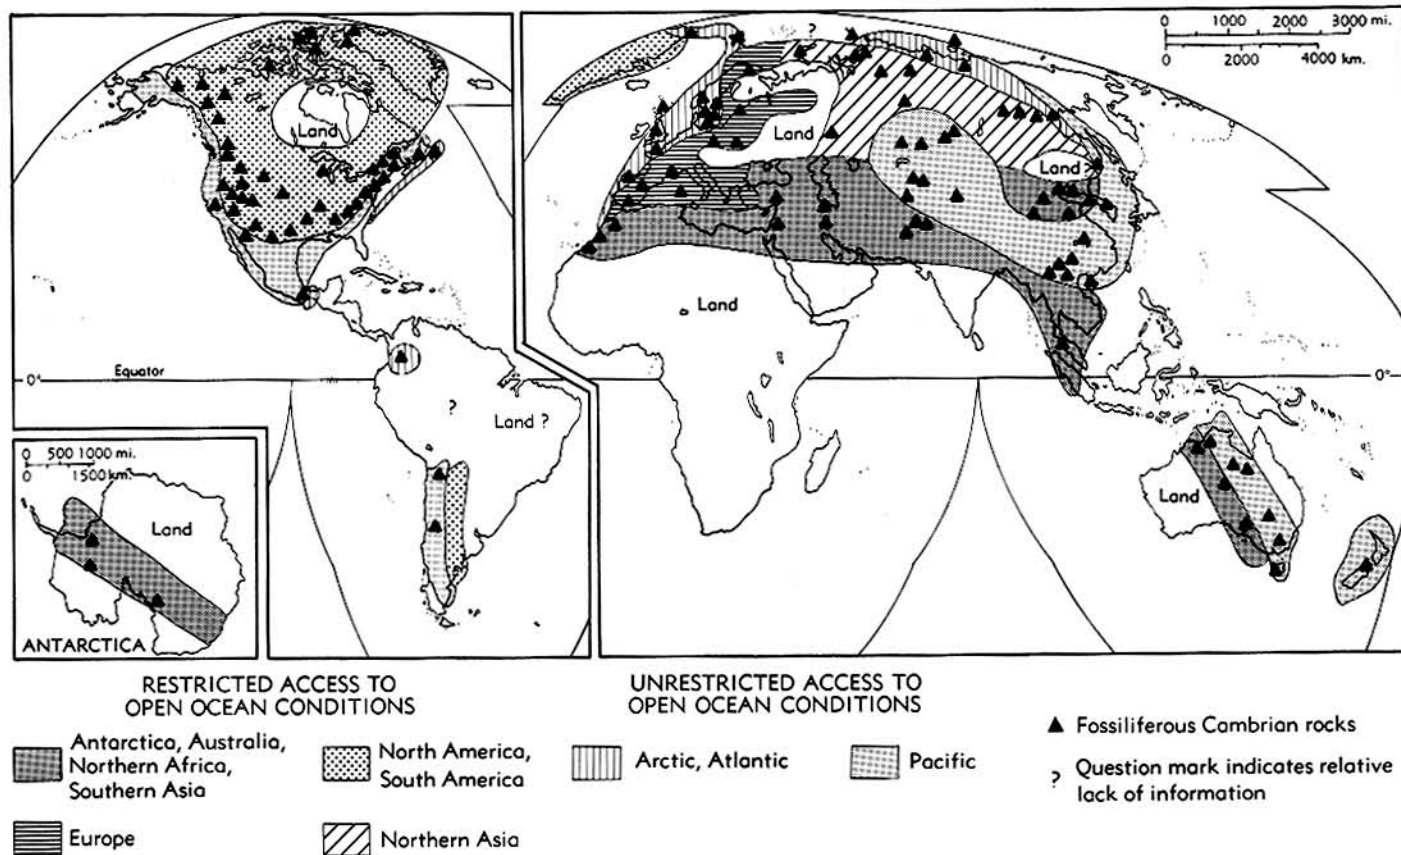 0 1000 2000 3000 mi.
0 2000 4000 km.
?
Land
Land
Land
Land
Equator
0°
0°
?
Land ?
Land
0 500 1000 mi.
0 1500 km.
Land
ANTARCTICA
RESTRICTED ACCESS TO
OPEN OCEAN CONDITIONS
UNRESTRICTED ACCESS TO
OPEN OCEAN CONDITIONS
Antarctica, Australia,
Northern Africa,
Southern Asia
North America,
South America
Arctic, Atlantic
Pacific
Fossiliferous Cambrian rocks
? Question mark indicates relative
lack of information
Europe
Northern Asia